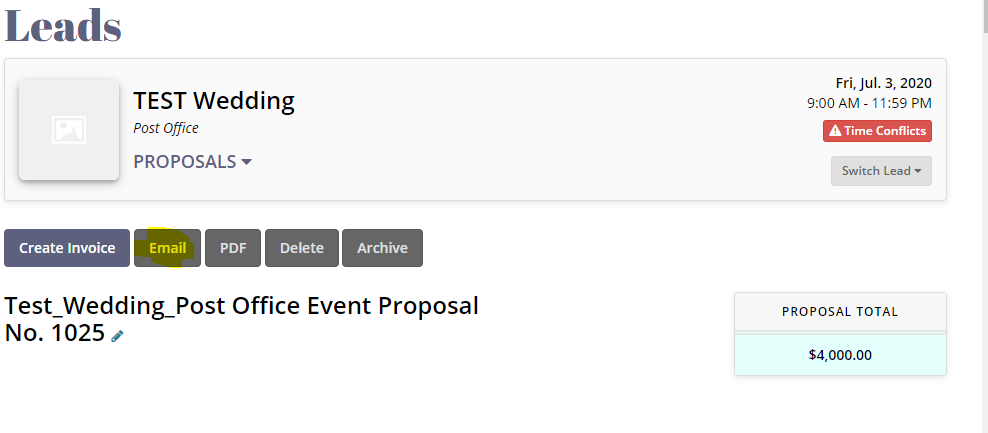 Leads
TEST Wedding
Post Office
PROPOSALS
Fri, Jul. 3, 2020
9:00 AM - 11:59 PM
Time Conflicts
Switch Lead
Create Invoice
Email
PDF
Delete
Archive
Test_Wedding_Post Office Event Proposal
No. 1025
PROPOSAL TOTAL
$4,000.00